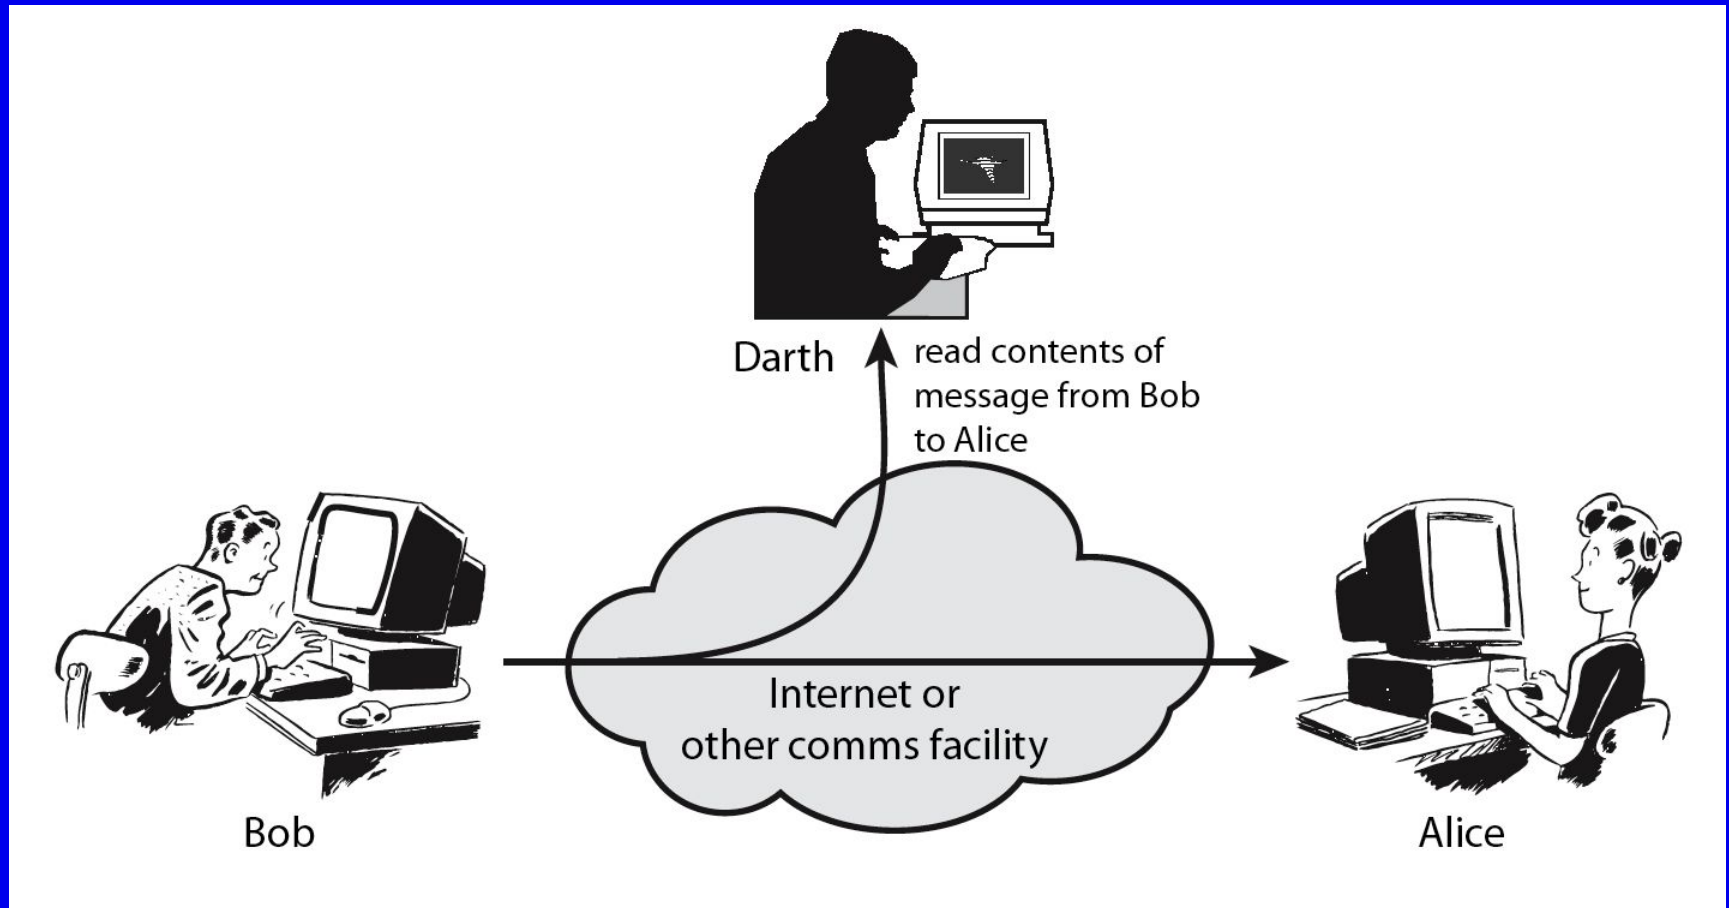 Darth
read contents of
message from Bob
to Alice
Internet or
other comms facility
Bob
Alice